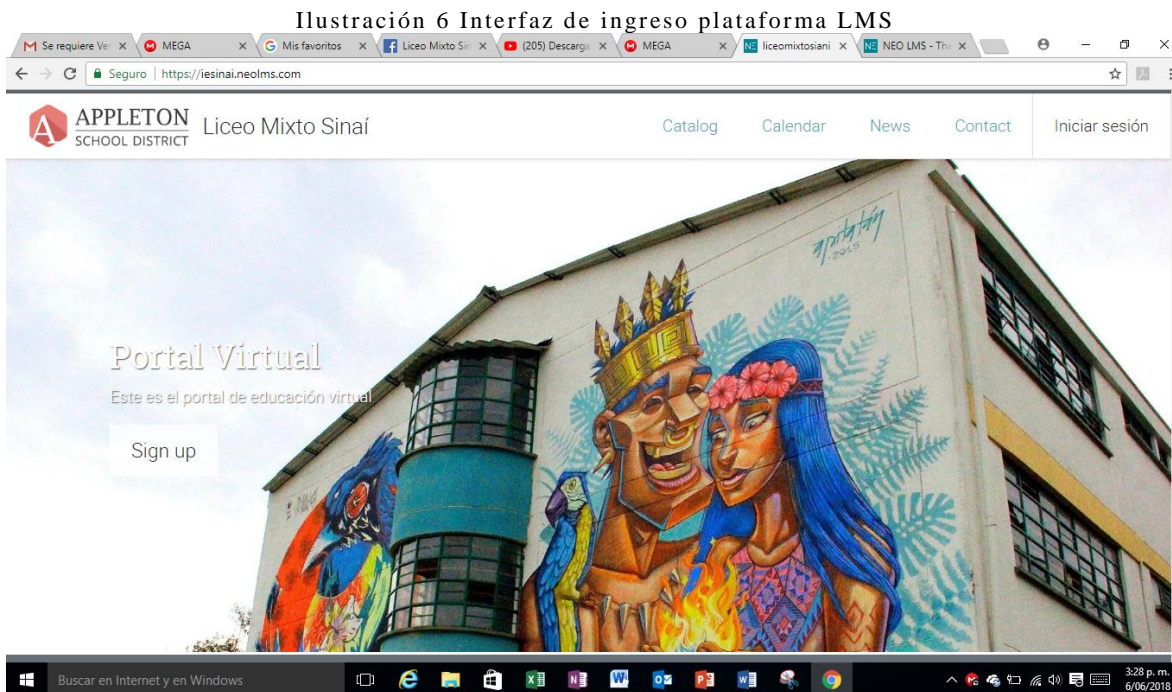 Ilustración 6 Interfaz de ingreso plataforma LMS
Se requiere Ve
MEGA
Mis favoritos
Liceo Mixto Sin
(205) Descarga
MEGA
liceomixtosiani
NEO LMS - The
Seguro | https://iesinai.neolms.com
APPLETON
SCHOOL DISTRICT
Liceo Mixto Sinaí
Catalog
Calendar
News
Contact
Iniciar sesión
2015
Portal Virtual
Este es el portal de educación virtual
Sign up
Buscar en Internet y en Windows
3:28 p. m
6/06/2018